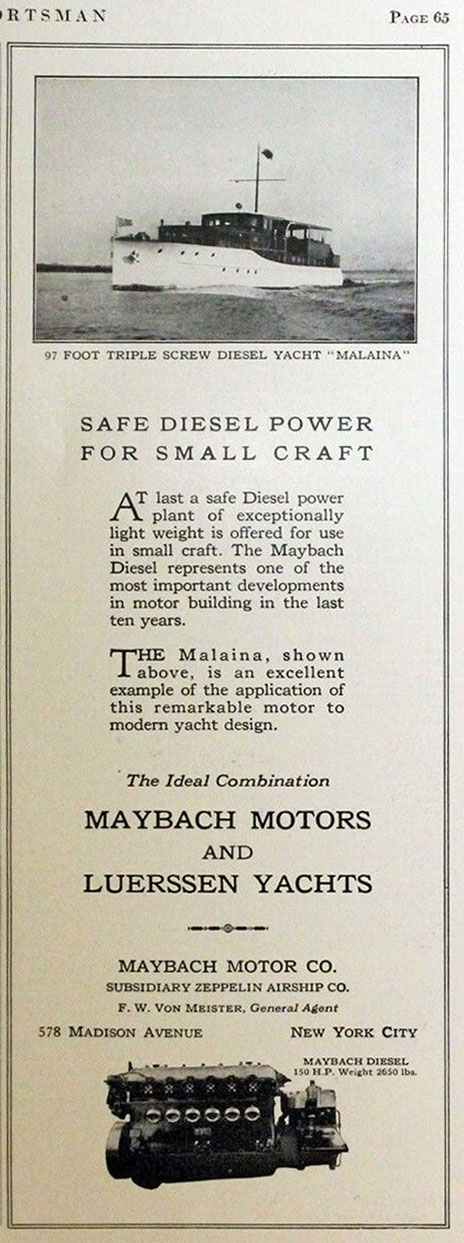 ORTSMAN PAGE 65
97 FOOT TRIPLE SCREW DIESEL YACHT "MALAINA"
SAFE DIESEL POWER
FOR SMALL CRAFT
AT last a safe Diesel power
plant of exceptionally
light weight is offered for use
in small craft. The Maybach
Diesel represents one of the
most important developments
in motor building in the last
ten years.
THE Malaina, shown
above, is an excellent
example of the application of
this remarkable motor to
modern yacht design.
The Ideal Combination
MAYBACH MOTORS
AND
LUERSSEN YACHTS
MAYBACH MOTOR CO.
SUBSIDIARY ZEPPELIN AIRSHIP CO.
F. W. VON MEISTER, General Agent
578 MADISON AVENUE NEW YORK CITY
MAYBACH DIESEL
150 H.P. Weight 2650 lbs.